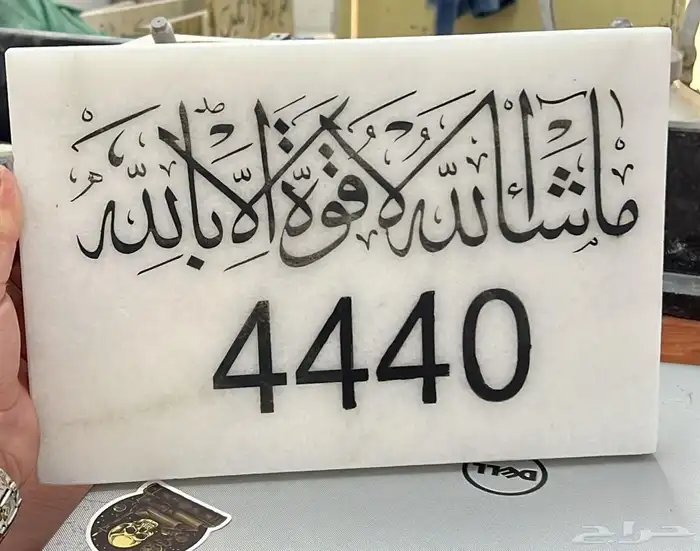 ما شاء الله لا قوة إلا بالله
4440
DELL
حراج